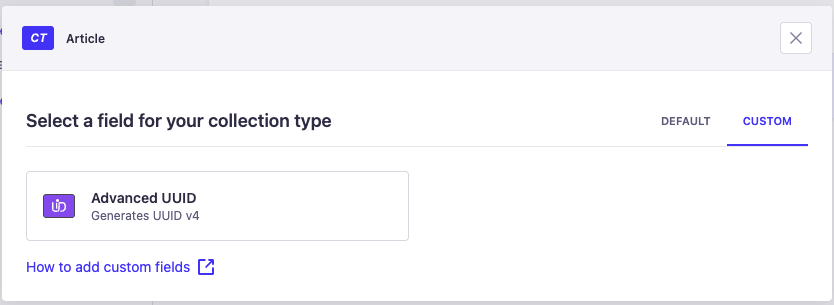 CT Article
Select a field for your collection type
DEFAULT CUSTOM
UID Advanced UUID
Generates UUID v4
How to add custom fields